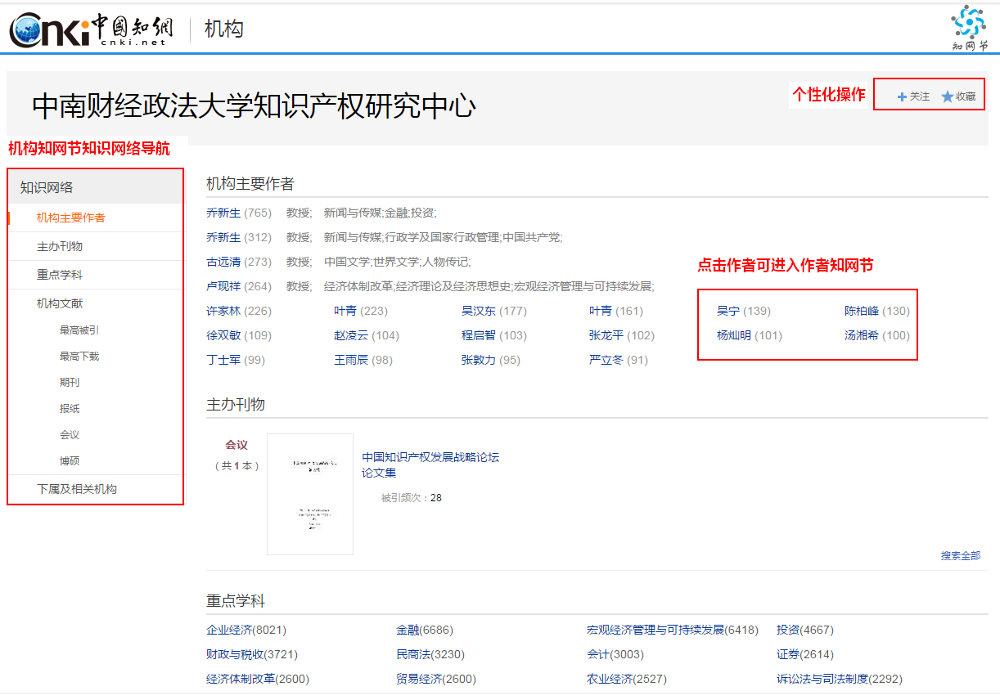 cnki 中國知網
cnki.net
机构
知网节
中南财经政法大学知识产权研究中心
个性化操作
关注 收藏
机构知网节知识网络导航
知识网络
机构主要作者
主办刊物
重点学科
机构文献
最高被引
最高下载
期刊
报纸
会议
博硕
下属及相关机构
机构主要作者
乔新生 (765) 教授; 新闻与传媒;金融;投资;
乔新生 (312) 教授; 新闻与传媒;行政学及国家行政管理;中国共产党;
古远清 (273) 教授; 中国文学;世界文学;人物传记;
点击作者可进入作者知网节
卢现祥 (264) 教授; 经济体制改革;经济理论及经济思想史;宏观经济管理与可持续发展;
许家林 (226) 叶青 (223) 吴汉东 (177) 叶青 (161) 吴宁 (139) 陈柏峰 (130)
徐双敏 (109) 赵凌云 (104) 程启智 (103) 张龙平 (102) 杨灿明 (101) 汤湘希 (100)
丁士军 (99) 王雨辰 (98) 张敦力 (95) 严立冬 (91)
主办刊物
会议
(共1本)
中国知识产权发展战略论坛
论文集
被引频次：28
搜索全部
重点学科
企业经济(8021) 金融(6686) 宏观经济管理与可持续发展(6418) 投资(4667)
财政与税收(3721) 民商法(3230) 会计(3003) 证券(2614)
经济体制改革(2600) 贸易经济(2600) 农业经济(2527) 诉讼法与司法制度(2292)